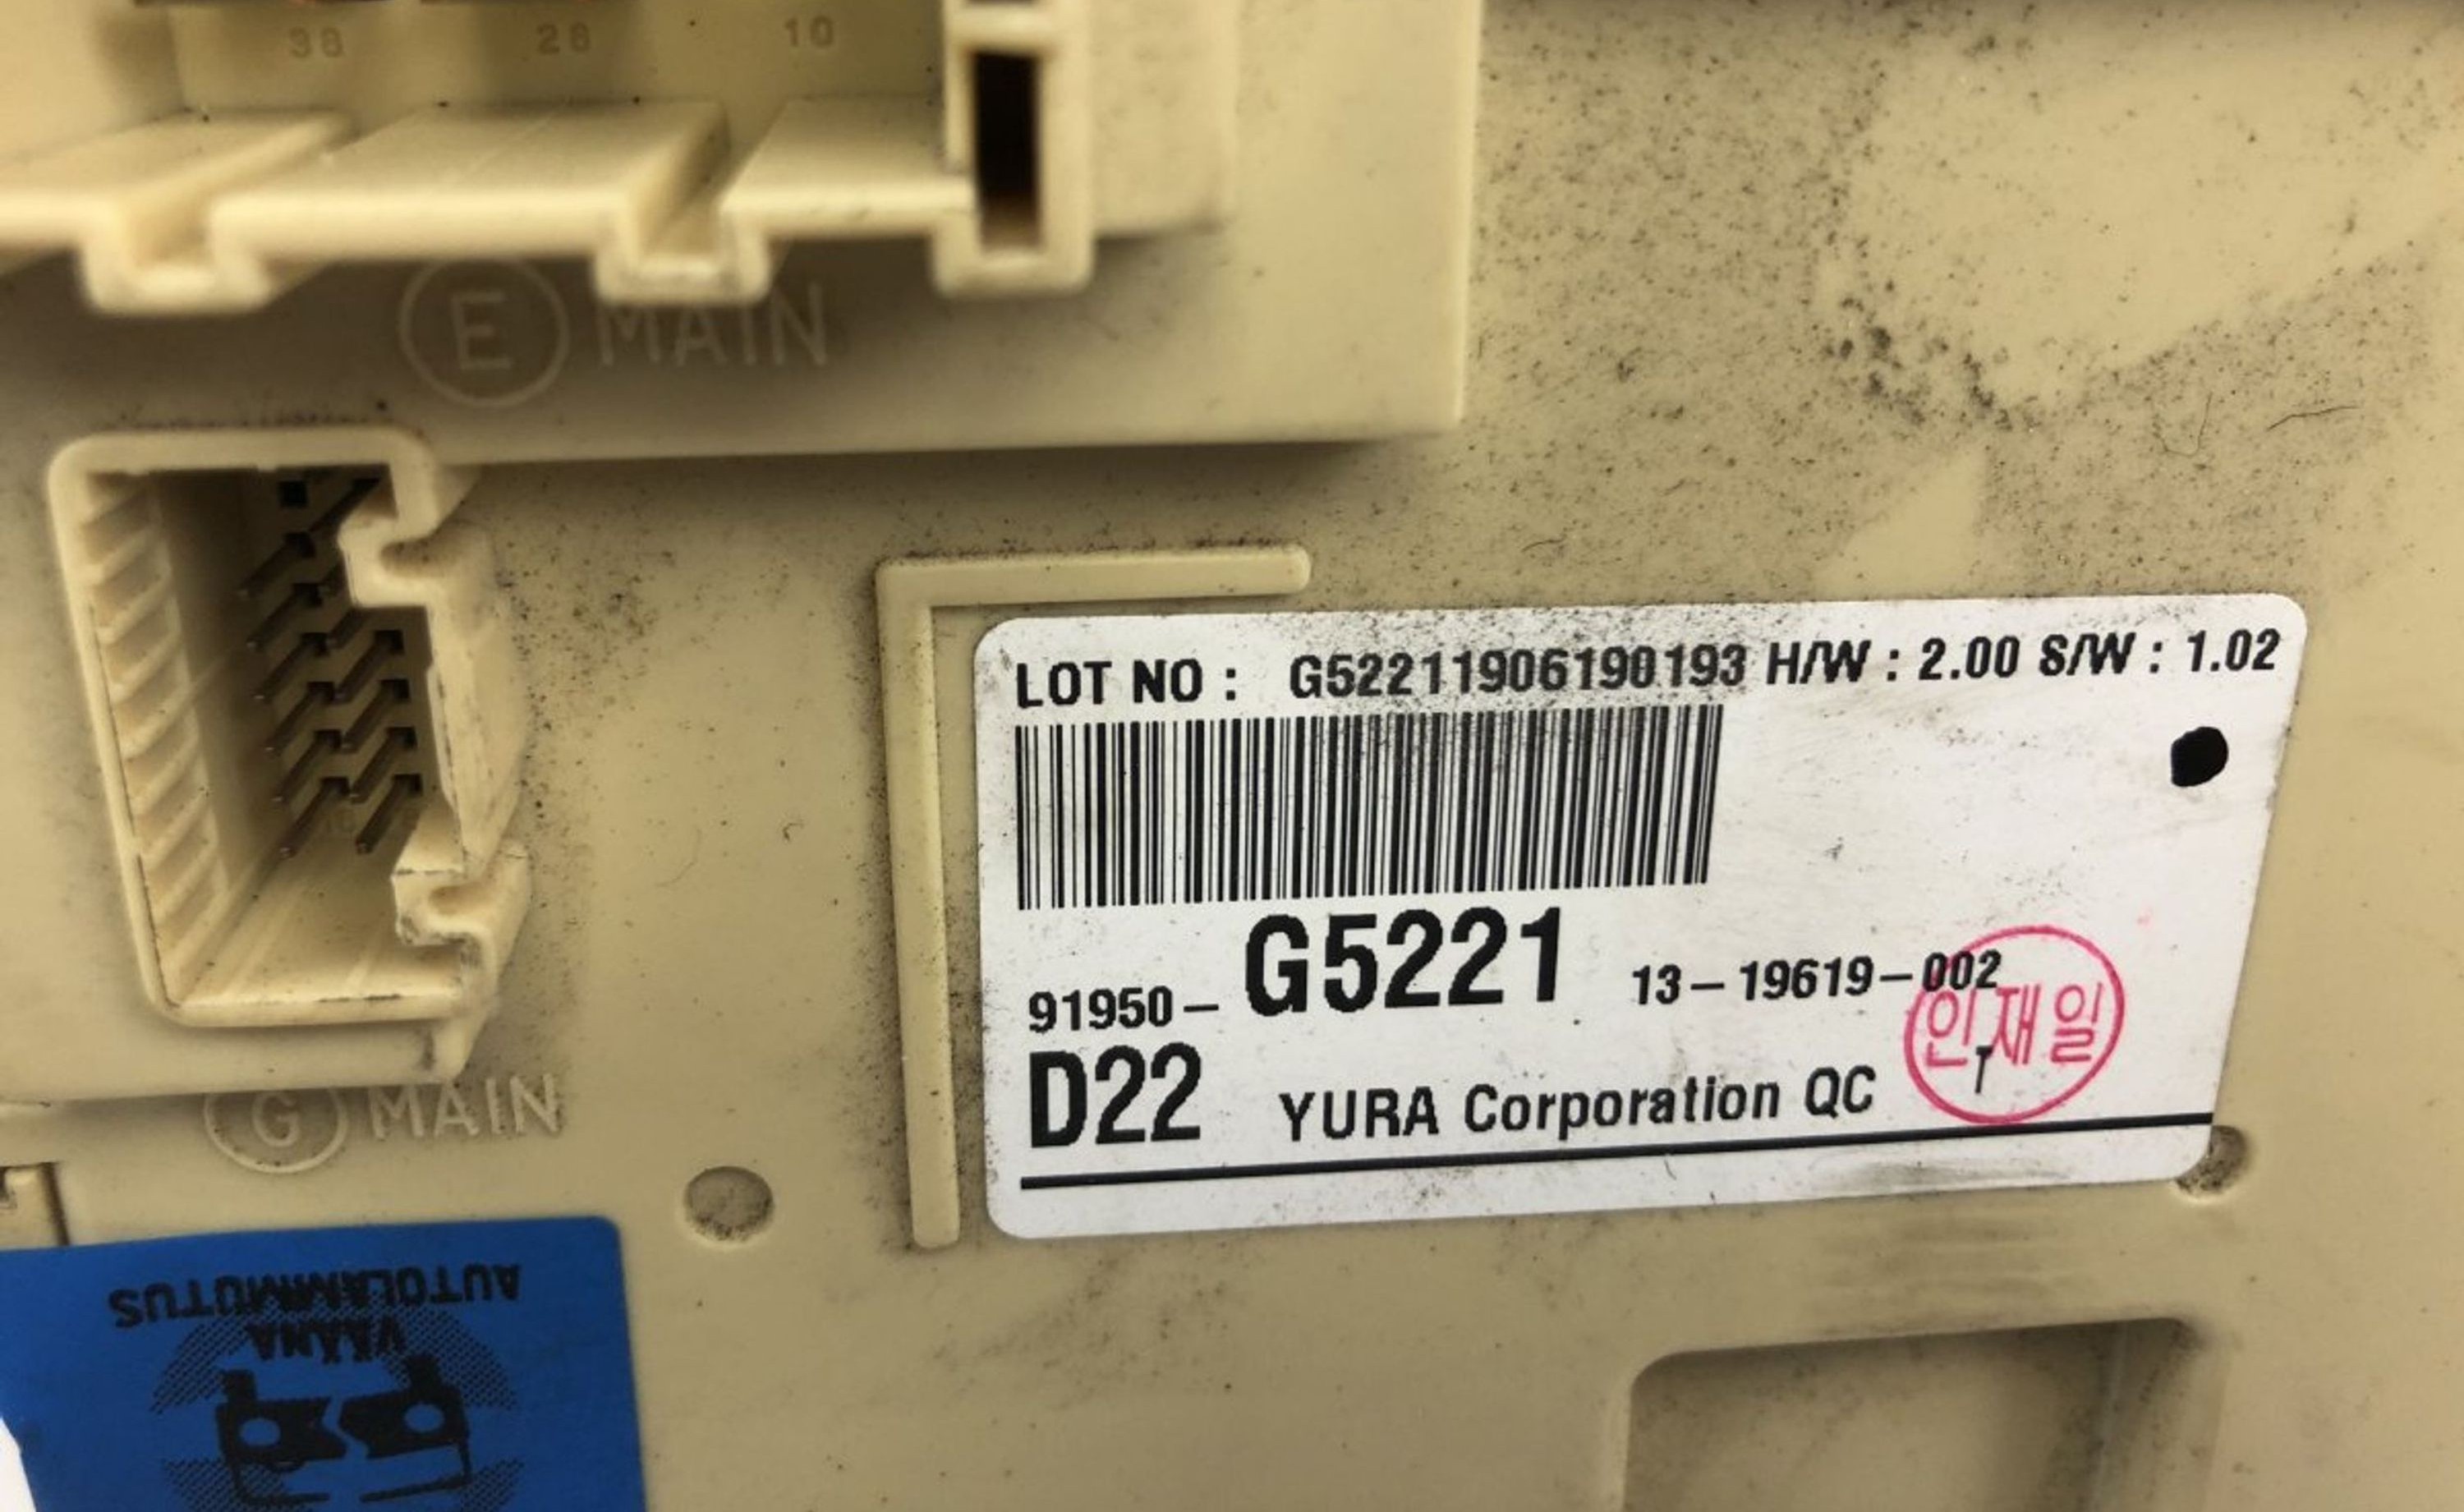 38 28 10
E MAIN
LOT NO : G52211906190193 H/W : 2.00 S/W : 1.02
91950- G5221 13-19619-002
인재일
D22 YURA Corporation QC T
G MAIN
VÄÄNA
AUTOLAMMUTUS